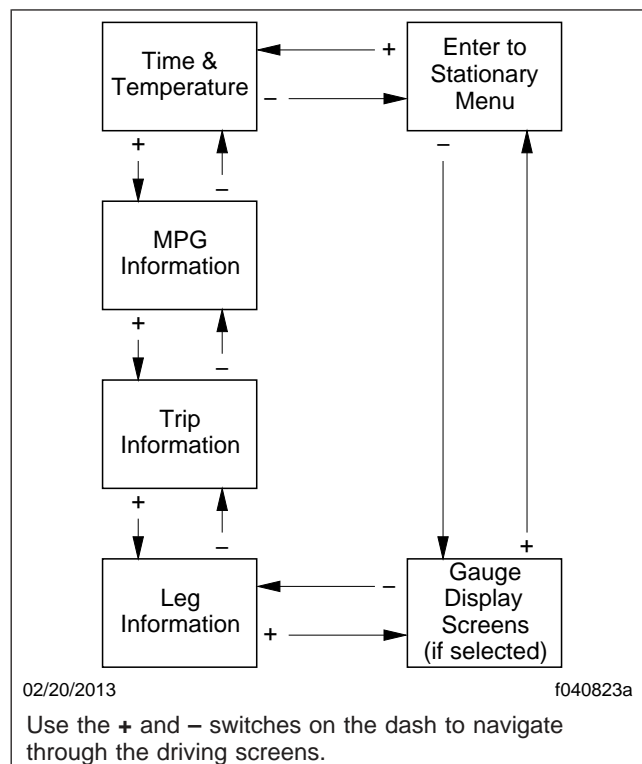 Time &
Temperature
+
–
Enter to
Stationary
Menu
+
–
–
MPG
Information
+
–
Trip
Information
+
–
Leg
Information
–
+
+
Gauge
Display
Screens
(if selected)
02/20/2013
f040823a
Use the + and – switches on the dash to navigate
through the driving screens.